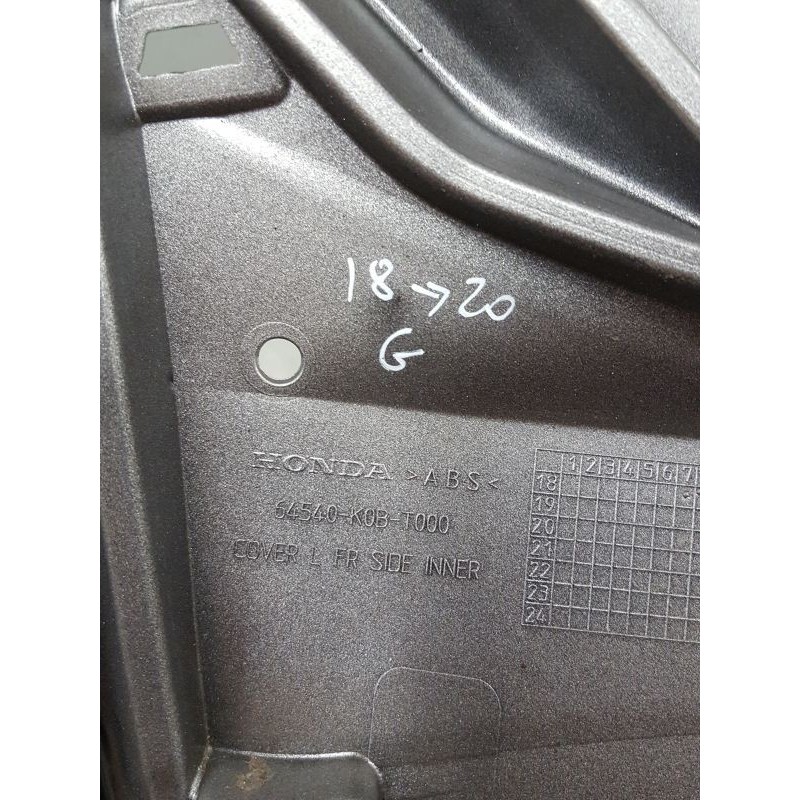 18→20
G
HONDA >ABS<
64540-K0B-T000
COVER L FR SIDE INNER
1 2 3 4 5 6 7
18
19
20
21
22
23
24